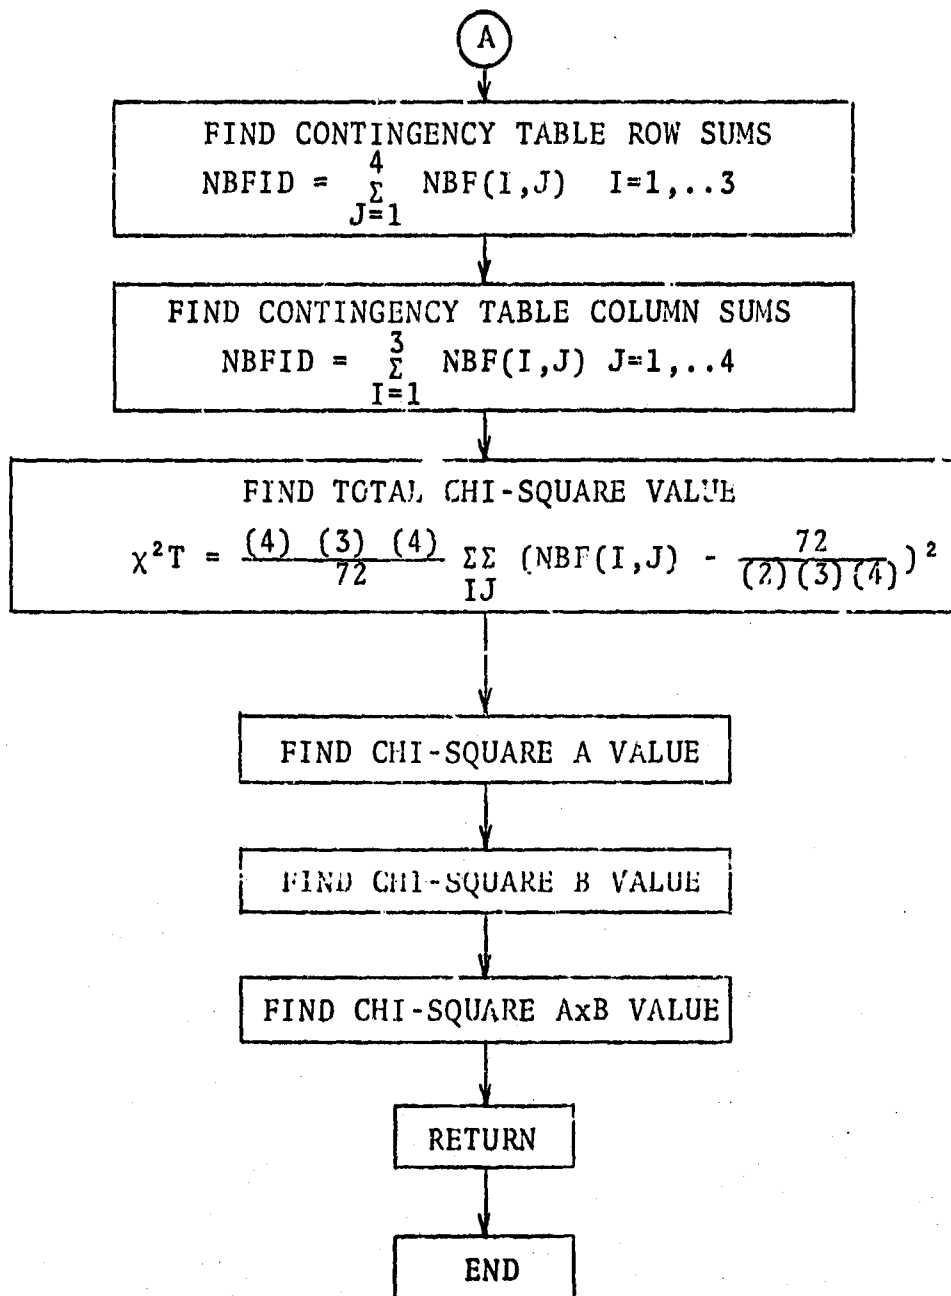 A
FIND CONTINGENCY TABLE ROW SUMS
4
NBFID = Σ NBF(I,J) I=1,..3
J=1
FIND CONTINGENCY TABLE COLUMN SUMS
3
NBFID = Σ NBF(I,J) J=1,..4
I=1
FIND TOTAL CHI-SQUARE VALUE
χ²T = (4) (3) (4)/72 ΣΣ (NBF(I,J) - 72/(2)(3)(4))²
IJ
FIND CHI-SQUARE A VALUE
FIND CHI-SQUARE B VALUE
FIND CHI-SQUARE AxB VALUE
RETURN
END